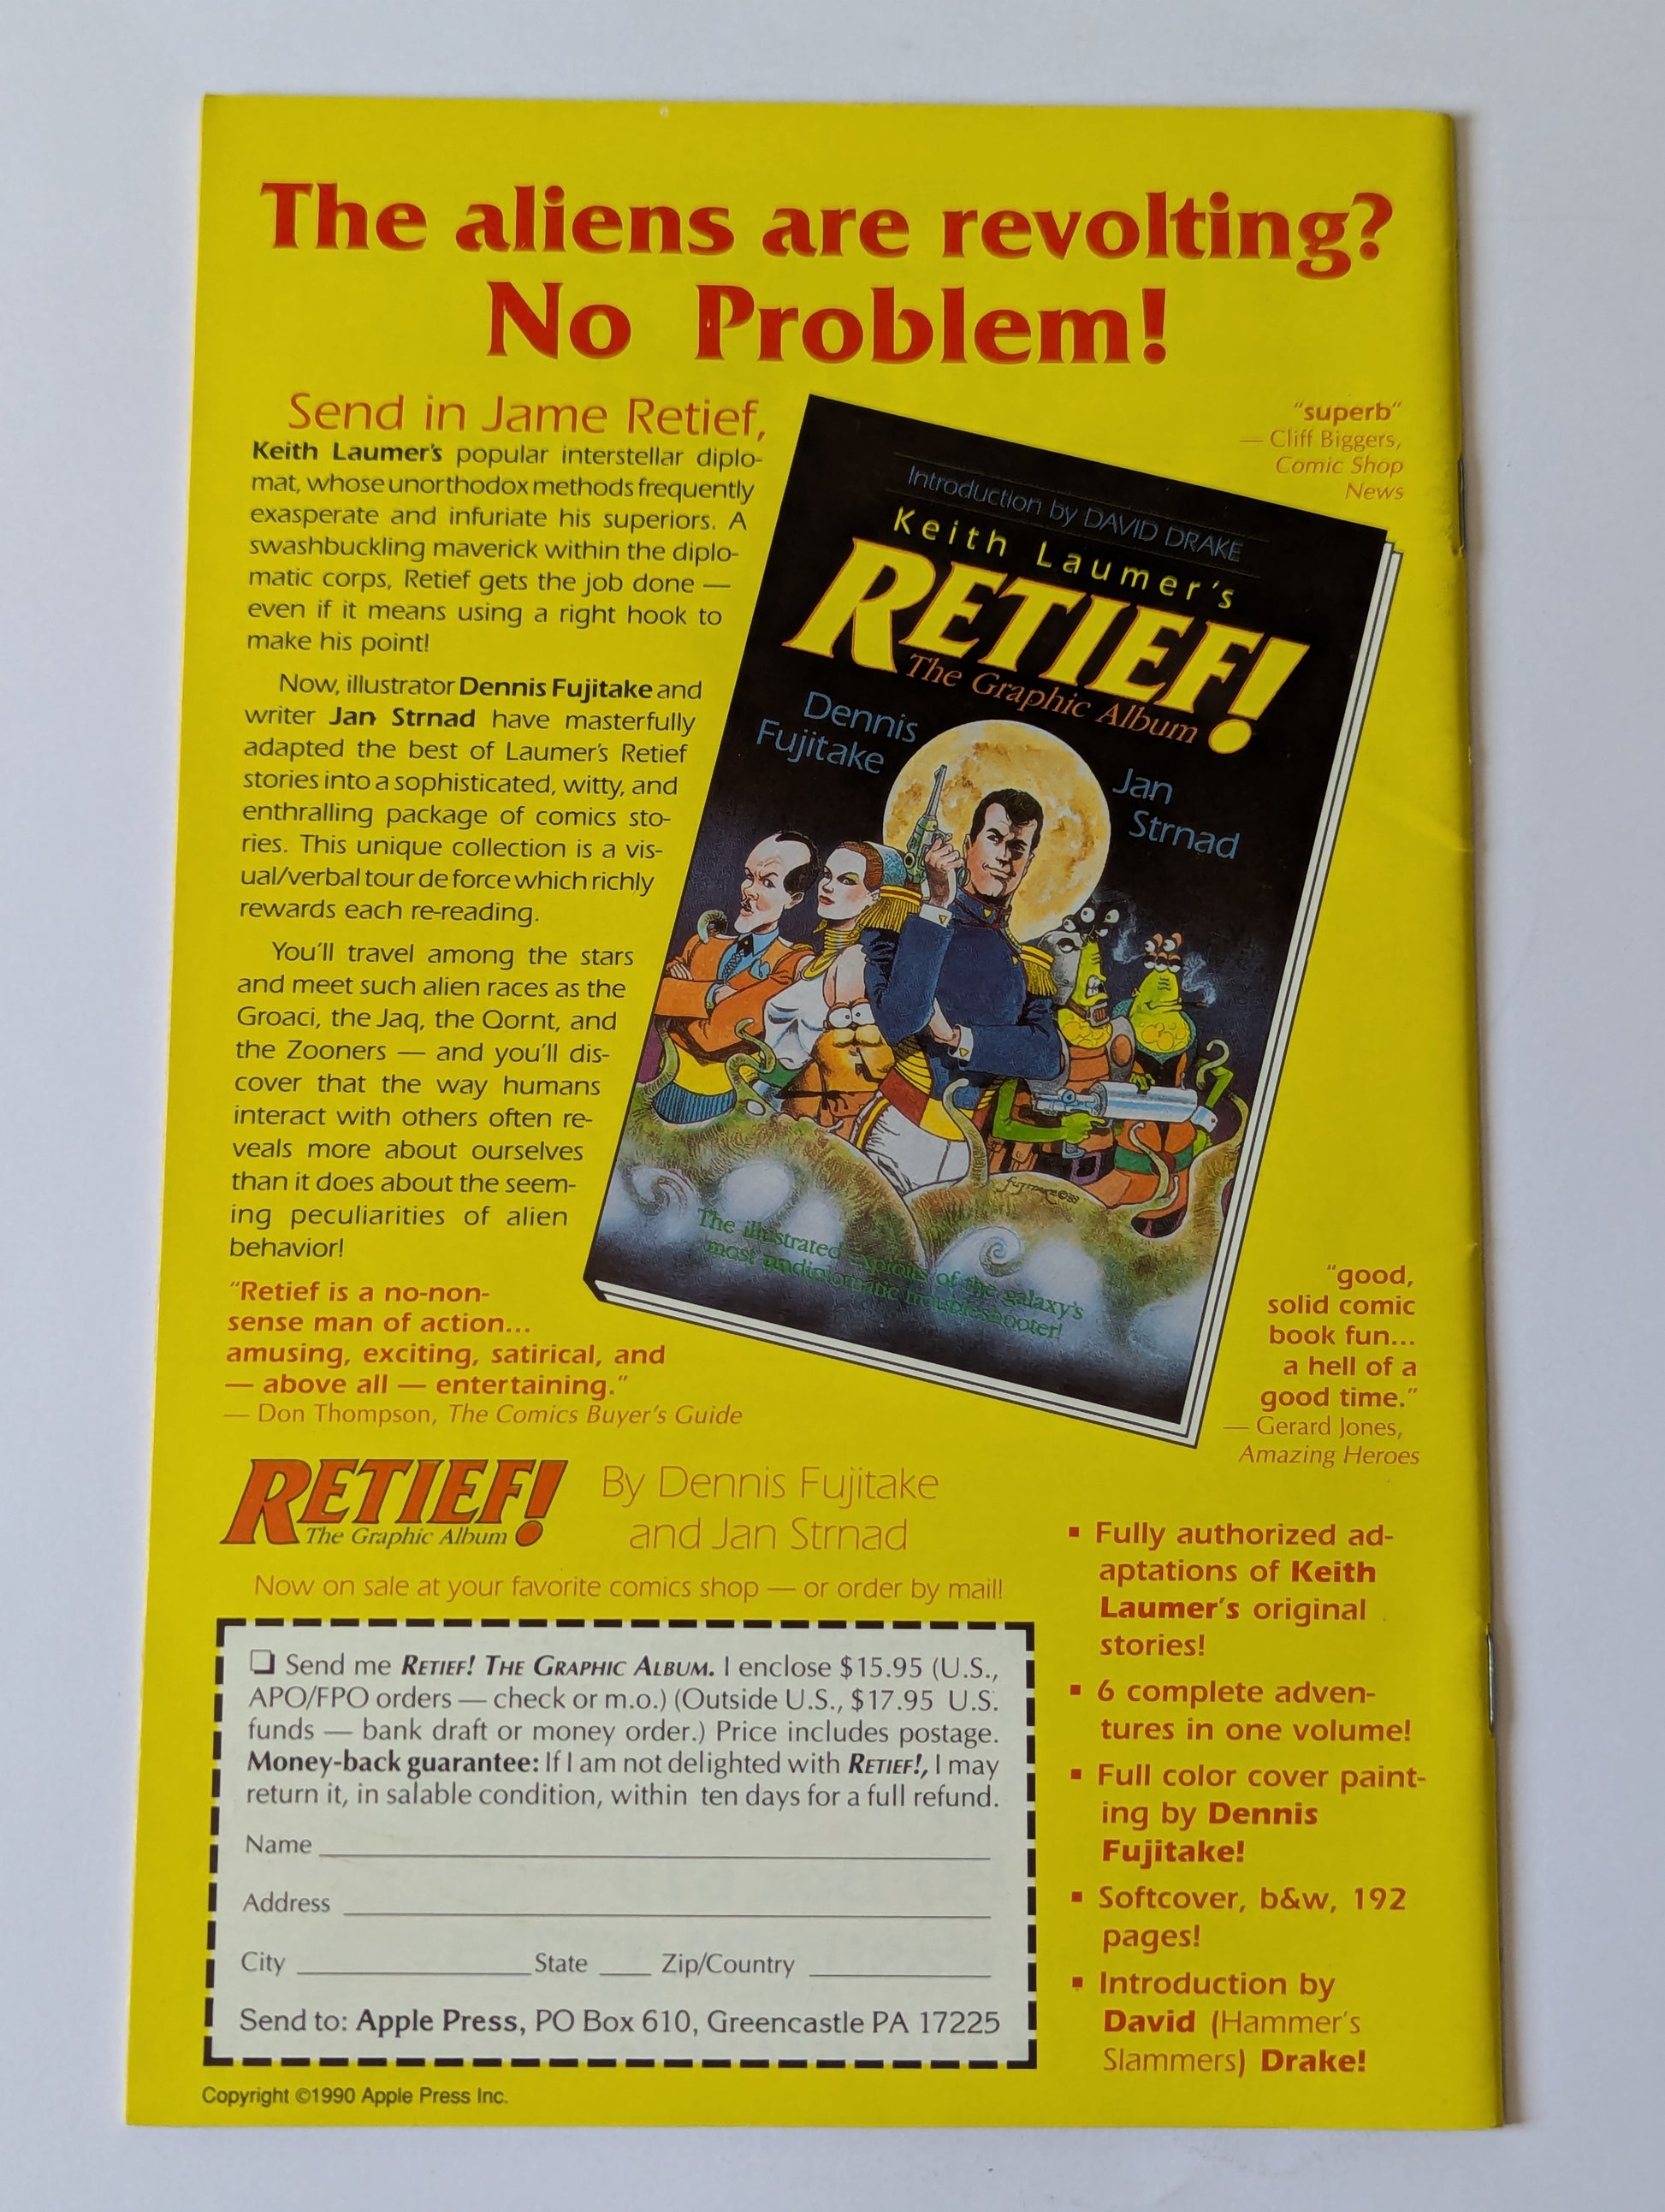 The aliens are revolting?
No Problem!
Send in Jame Retief,
Keith Laumer's popular interstellar diplo-
mat, whose unorthodox methods frequently
exasperate and infuriate his superiors. A
swashbuckling maverick within the diplo-
matic corps, Retief gets the job done —
even if it means using a right hook to
make his point!
Now, illustrator Dennis Fujitake and
writer Jan Strnad have masterfully
adapted the best of Laumer's Retief
stories into a sophisticated, witty, and
enthralling package of comics sto-
ries. This unique collection is a vis-
ual/verbal tour de force which richly
rewards each re-reading.
You'll travel among the stars
and meet such alien races as the
Groaci, the Jaq, the Qornt, and
the Zooners — and you'll dis-
cover that the way humans
interact with others often re-
veals more about ourselves
than it does about the seem-
ing peculiarities of alien
behavior!
"Retief is a no-non-
sense man of action...
amusing, exciting, satirical, and
— above all — entertaining."
— Don Thompson, The Comics Buyer's Guide
Introduction by DAVID DRAKE
Keith Laumer's
RETIEF!
The Graphic Album
Dennis
Fujitake
Jan
Strnad
FUJITAKE©89
The illustrated exploits of the galaxy's
most undiplomatic troubleshooter!
"superb"
— Cliff Biggers,
Comic Shop
News
"good,
solid comic
book fun...
a hell of a
good time."
— Gerard Jones,
Amazing Heroes
RETIEF!
The Graphic Album
By Dennis Fujitake
and Jan Strnad
Now on sale at your favorite comics shop — or order by mail!
❏ Send me RETIEF! THE GRAPHIC ALBUM. I enclose $15.95 (U.S.,
APO/FPO orders — check or m.o.) (Outside U.S., $17.95 U.S.
funds — bank draft or money order.) Price includes postage.
Money-back guarantee: If I am not delighted with RETIEF!, I may
return it, in salable condition, within ten days for a full refund.
Name
Address
City State Zip/Country
Send to: Apple Press, PO Box 610, Greencastle PA 17225
▪ Fully authorized ad-
aptations of Keith
Laumer's original
stories!
▪ 6 complete adven-
tures in one volume!
▪ Full color cover paint-
ing by Dennis
Fujitake!
▪ Softcover, b&w, 192
pages!
▪ Introduction by
David (Hammer's
Slammers) Drake!
Copyright ©1990 Apple Press Inc.